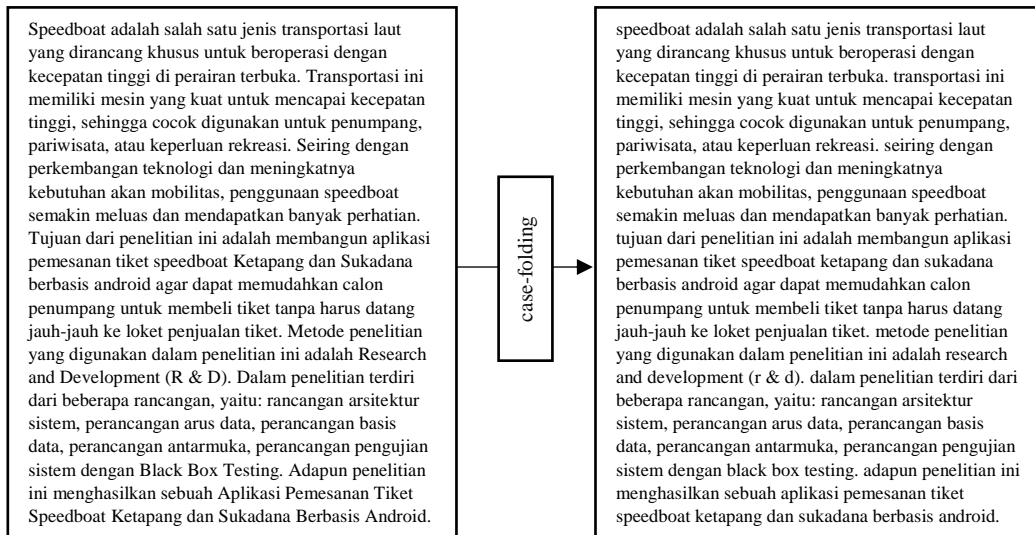 Speedboat adalah salah satu jenis transportasi laut
yang dirancang khusus untuk beroperasi dengan
kecepatan tinggi di perairan terbuka. Transportasi ini
memiliki mesin yang kuat untuk mencapai kecepatan
tinggi, sehingga cocok digunakan untuk penumpang,
pariwisata, atau keperluan rekreasi. Seiring dengan
perkembangan teknologi dan meningkatnya
kebutuhan akan mobilitas, penggunaan speedboat
semakin meluas dan mendapatkan banyak perhatian.
Tujuan dari penelitian ini adalah membangun aplikasi
pemesanan tiket speedboat Ketapang dan Sukadana
berbasis android agar dapat memudahkan calon
penumpang untuk membeli tiket tanpa harus datang
jauh-jauh ke loket penjualan tiket. Metode penelitian
yang digunakan dalam penelitian ini adalah Research
and Development (R & D). Dalam penelitian terdiri
dari beberapa rancangan, yaitu: rancangan arsitektur
sistem, perancangan arus data, perancangan basis
data, perancangan antarmuka, perancangan pengujian
sistem dengan Black Box Testing. Adapun penelitian
ini menghasilkan sebuah Aplikasi Pemesanan Tiket
Speedboat Ketapang dan Sukadana Berbasis Android.
case-folding
speedboat adalah salah satu jenis transportasi laut
yang dirancang khusus untuk beroperasi dengan
kecepatan tinggi di perairan terbuka. transportasi ini
memiliki mesin yang kuat untuk mencapai kecepatan
tinggi, sehingga cocok digunakan untuk penumpang,
pariwisata, atau keperluan rekreasi. seiring dengan
perkembangan teknologi dan meningkatnya
kebutuhan akan mobilitas, penggunaan speedboat
semakin meluas dan mendapatkan banyak perhatian.
tujuan dari penelitian ini adalah membangun aplikasi
pemesanan tiket speedboat ketapang dan sukadana
berbasis android agar dapat memudahkan calon
penumpang untuk membeli tiket tanpa harus datang
jauh-jauh ke loket penjualan tiket. metode penelitian
yang digunakan dalam penelitian ini adalah research
and development (r & d). dalam penelitian terdiri dari
beberapa rancangan, yaitu: rancangan arsitektur
sistem, perancangan arus data, perancangan basis
data, perancangan antarmuka, perancangan pengujian
sistem dengan black box testing. adapun penelitian ini
menghasilkan sebuah aplikasi pemesanan tiket
speedboat ketapang dan sukadana berbasis android.